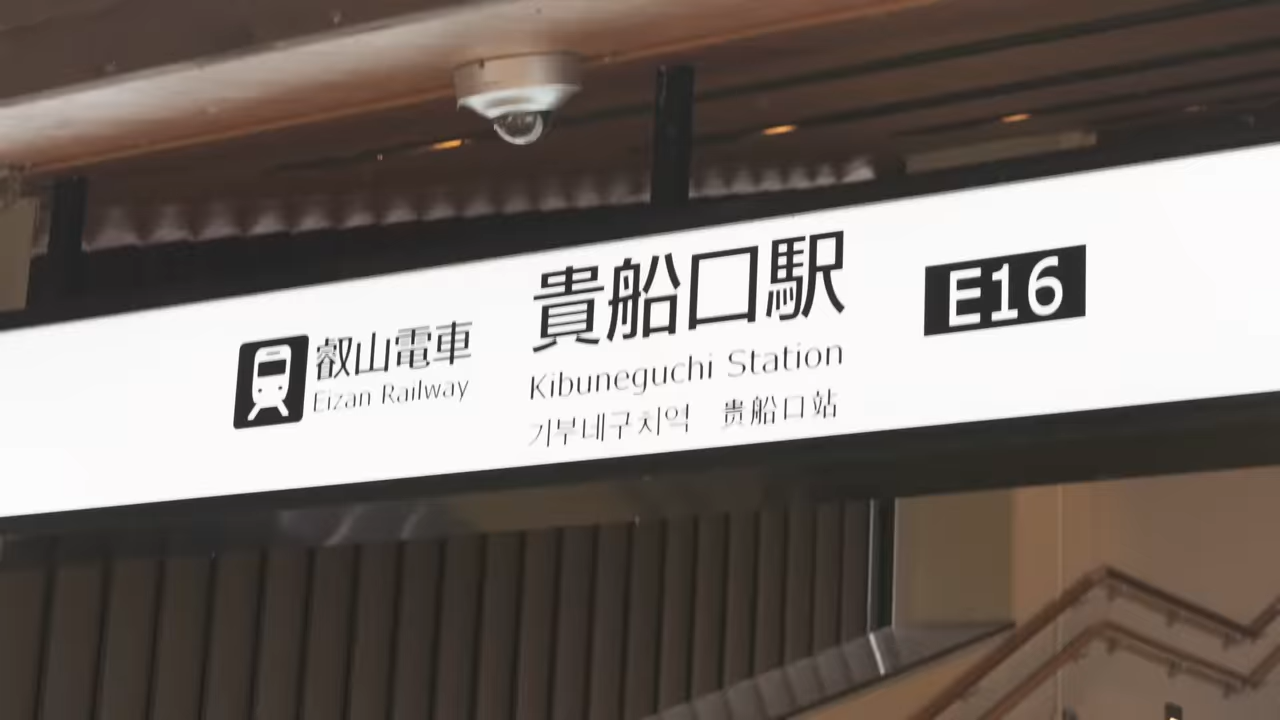 叡山電車
Eizan Railway
貴船口駅
Kibuneguchi Station
기부네구치역 貴船口站
E16